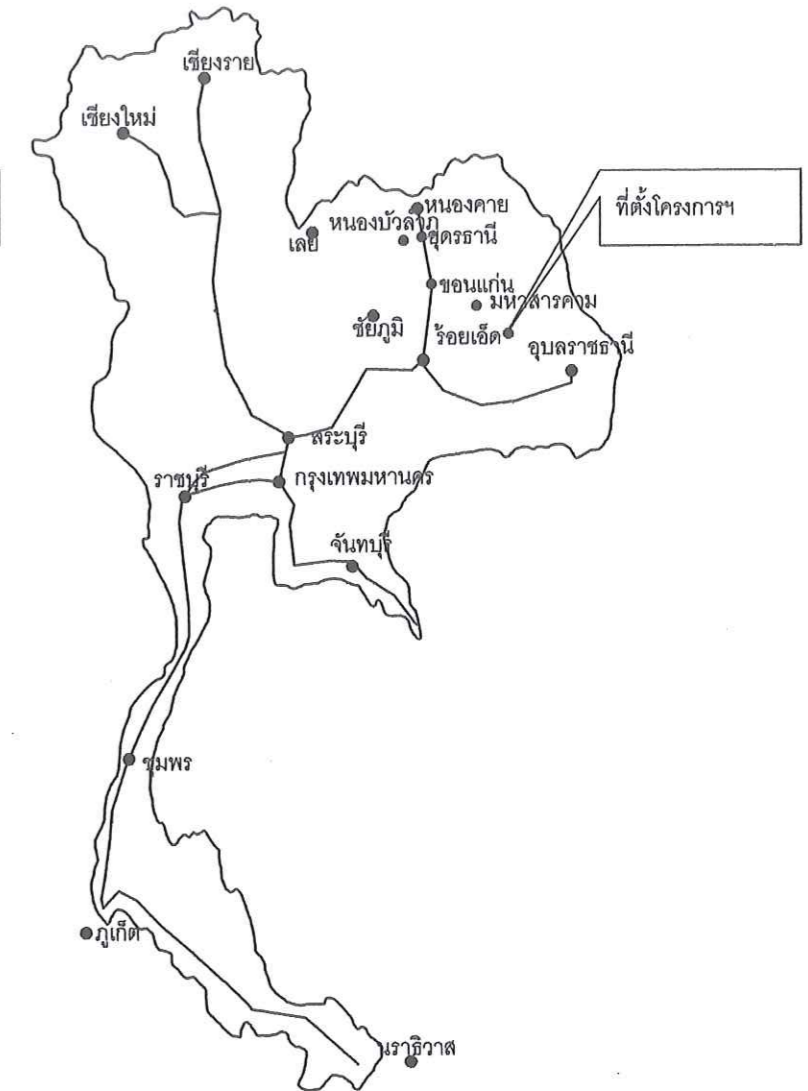 เชียงราย
เชียงใหม่
หนองคาย
ที่ตั้งโครงการฯ
หนองบัวลำภู
อุดรธานี
เลย
ขอนแก่น
มหาสารคาม
ชัยภูมิ
ร้อยเอ็ด
อุบลราชธานี
สระบุรี
ราชบุรี
กรุงเทพมหานคร
จันทบุรี
ชุมพร
ภูเก็ต
นราธิวาส